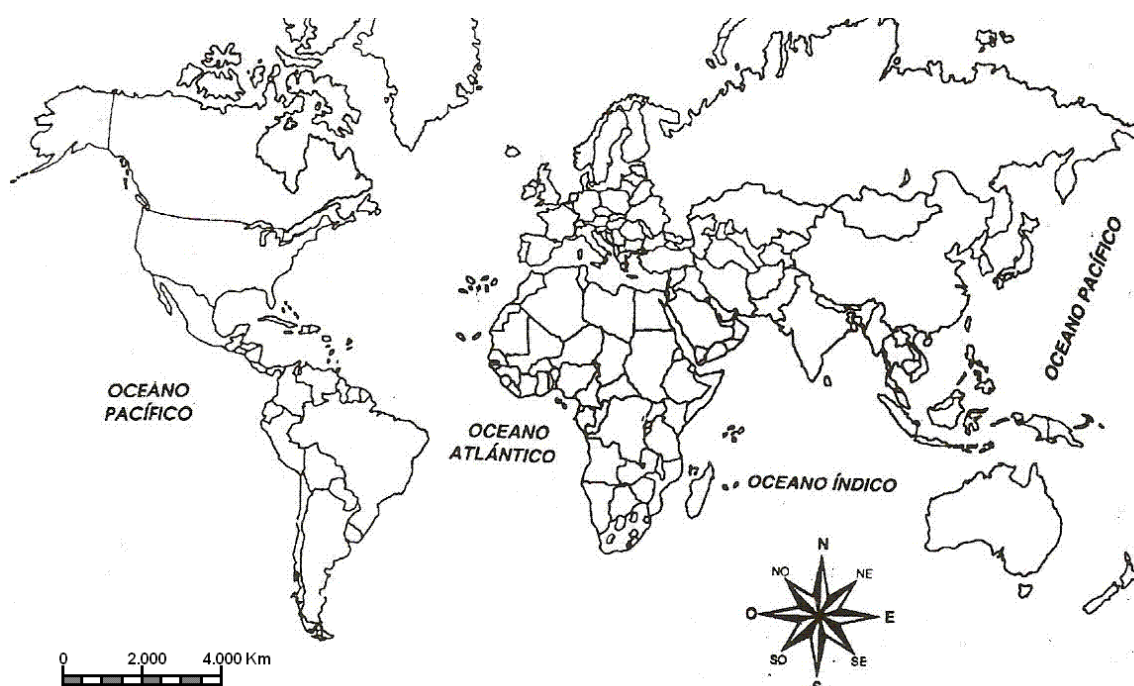 OCEANO
PACÍFICO
OCEANO
ATLÁNTICO
OCEANO ÍNDICO
OCEANO PACÍFICO
N
NO
NE
O
E
SO
SE
S
0 2.000 4.000 Km